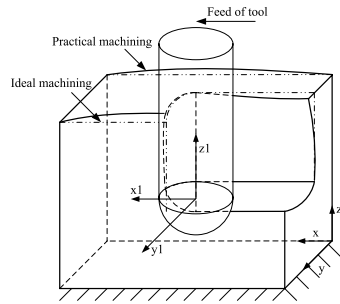 Feed of tool
Practical machining
Ideal machining
z1
x1
y1
z
x
y